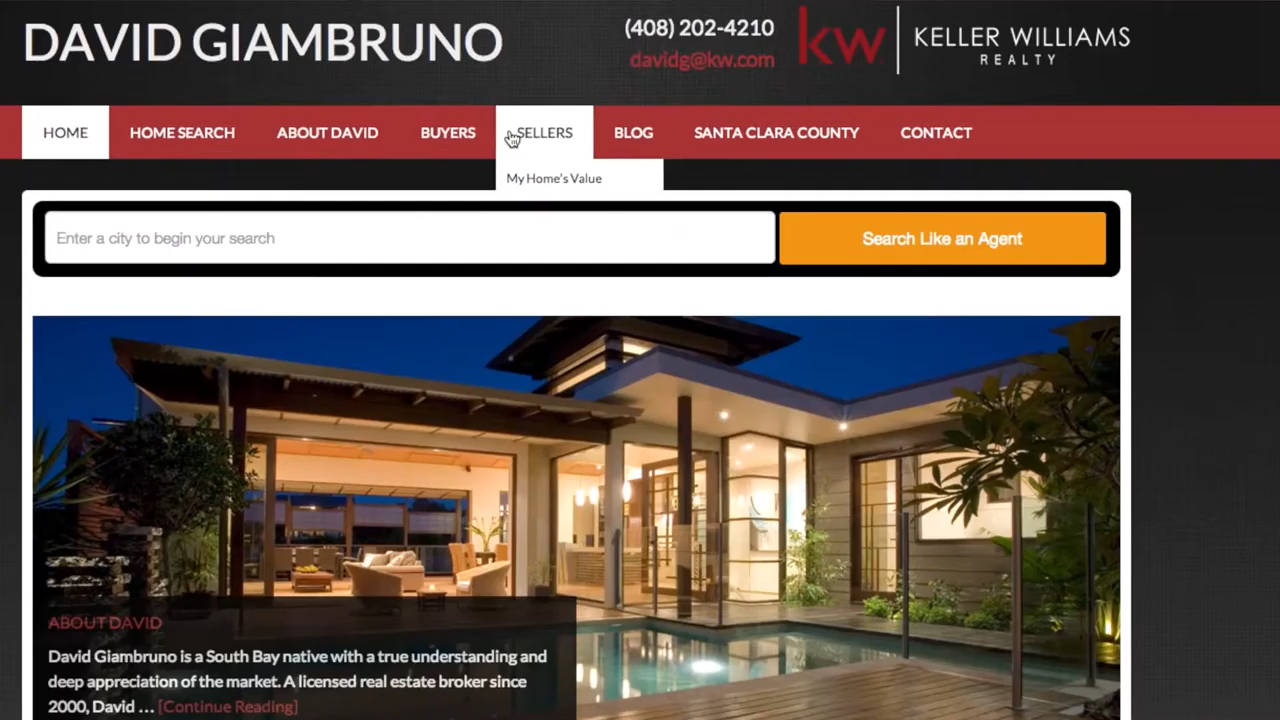 DAVID GIAMBRUNO
(408) 202-4210
davidg@kw.com
kw
KELLER WILLIAMS
REALTY
HOME
HOME SEARCH
ABOUT DAVID
BUYERS
SELLERS
BLOG
SANTA CLARA COUNTY
CONTACT
My Home's Value
Enter a city to begin your search
Search Like an Agent
ABOUT DAVID
David Giambruno is a South Bay native with a true understanding and
deep appreciation of the market. A licensed real estate broker since
2000, David ... [Continue Reading]